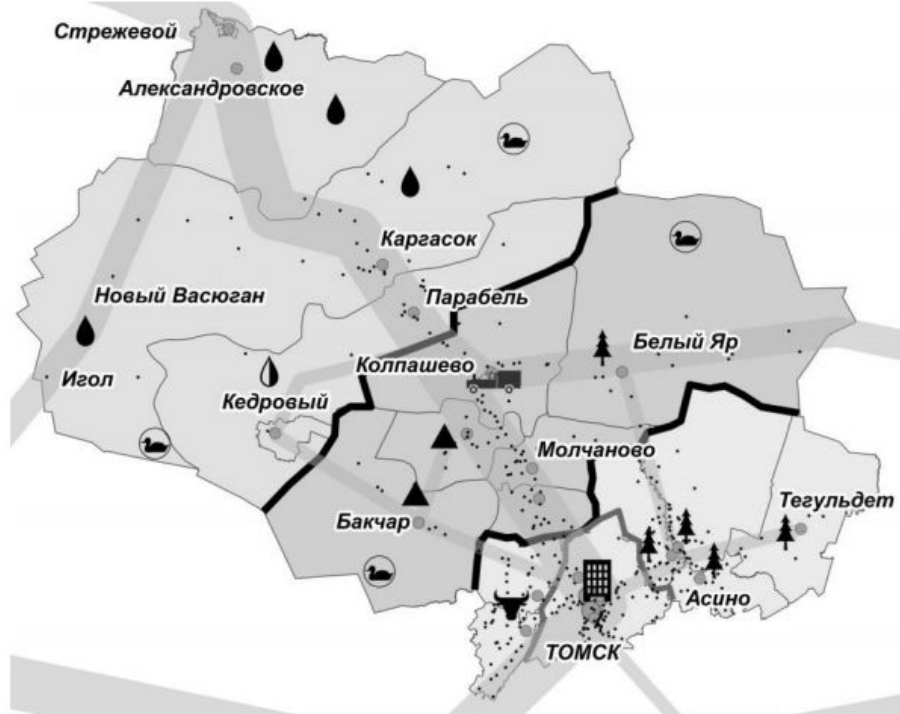 Стрежевой
Александровское
Каргасок
Новый Васюган
Парабель
Белый Яр
Колпашево
Игол
Кедровый
Молчаново
Тегульдет
Бакчар
Асино
ТОМСК